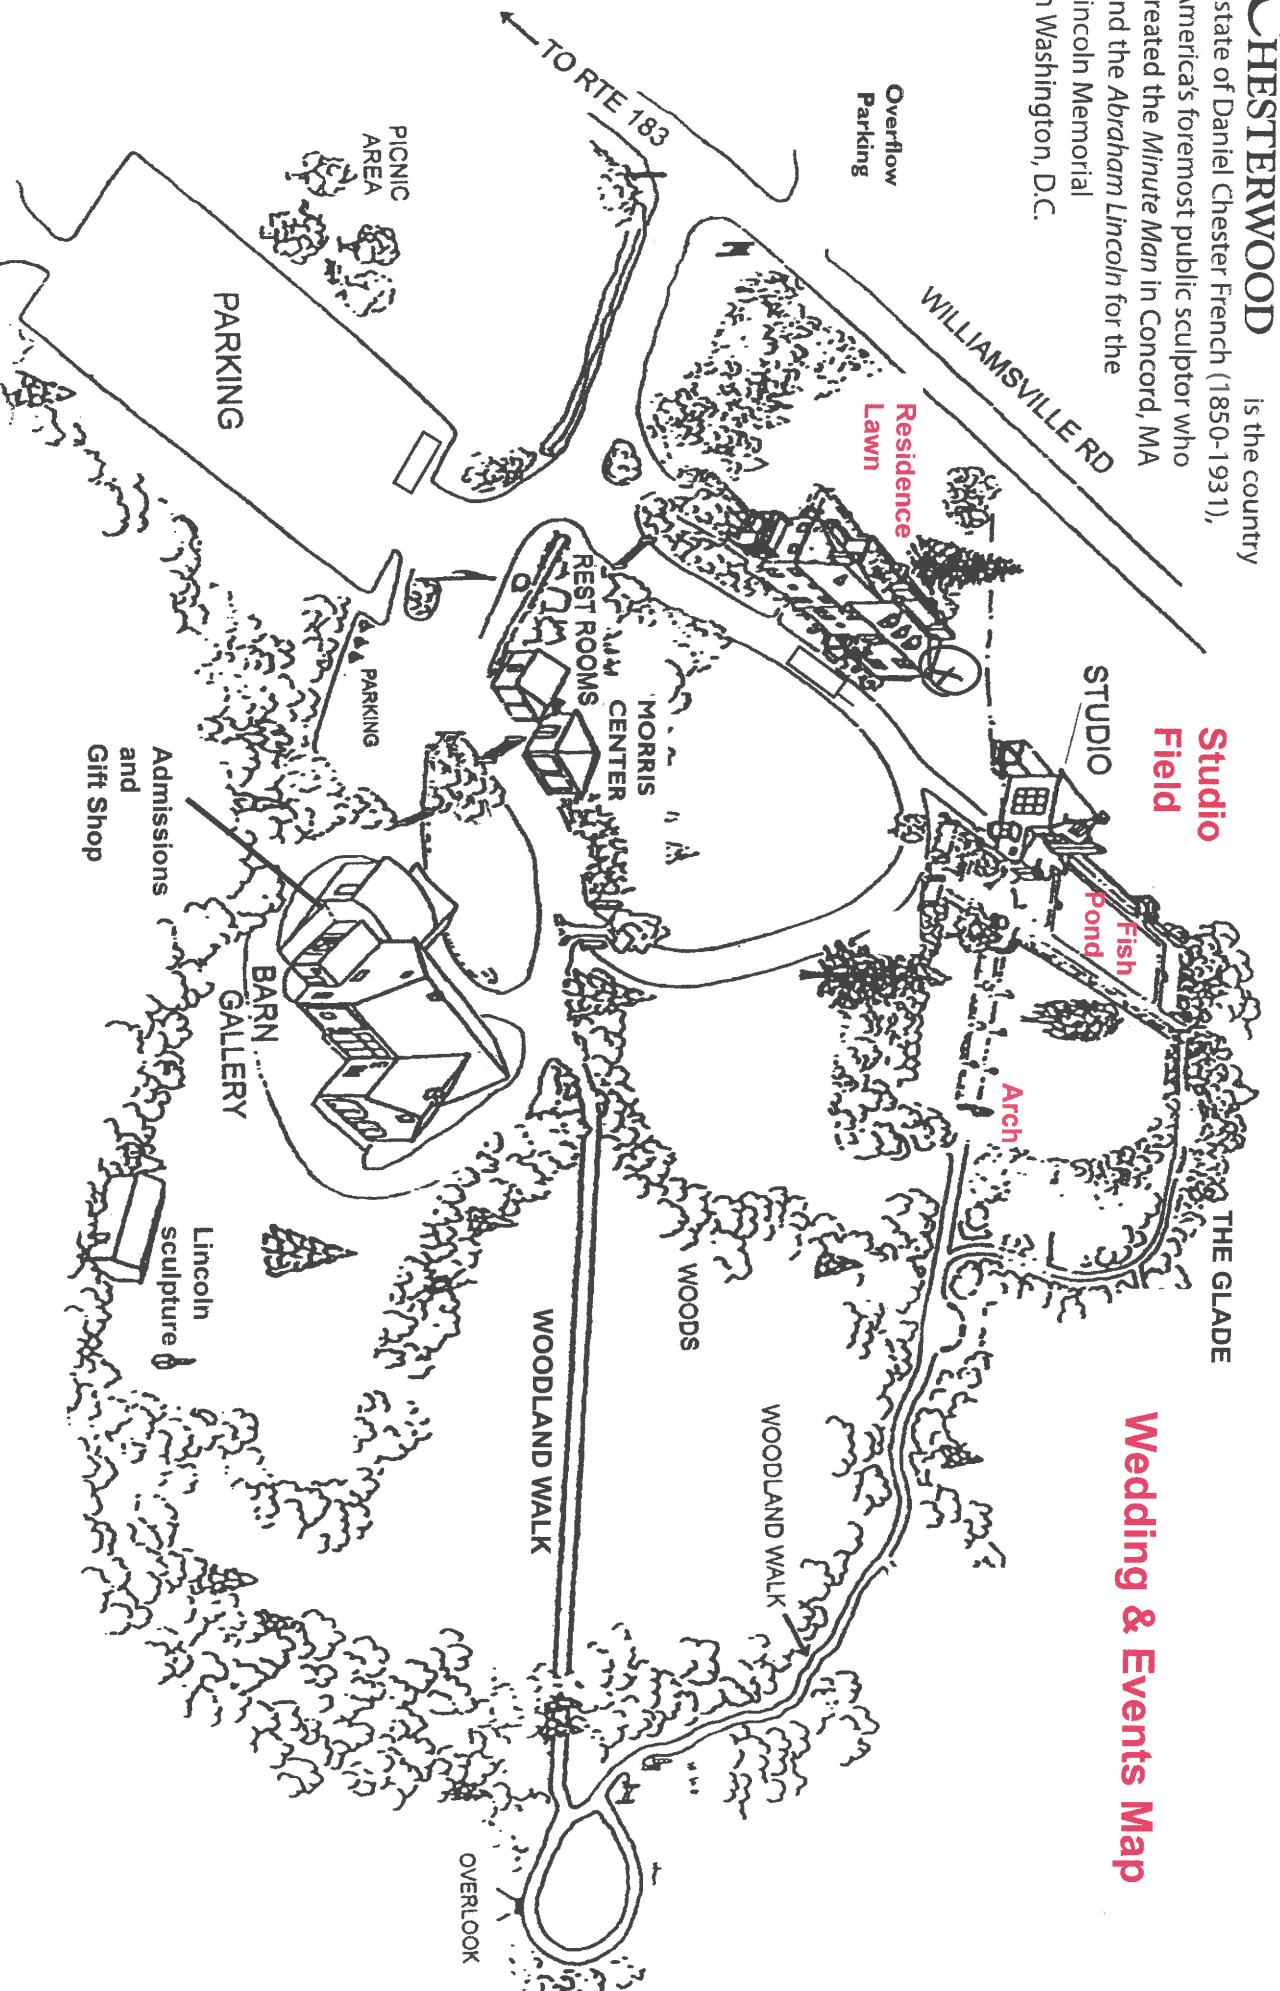 CHESTERWOOD is the country
state of Daniel Chester French (1850-1931),
America's foremost public sculptor who
reated the Minute Man in Concord, MA
nd the Abraham Lincoln for the
incoln Memorial
n Washington, D.C.
Wedding & Events Map
Overflow
Parking
TO RTE 183
WILLIAMSVILLE RD
Residence
Lawn
Studio
Field
STUDIO
Fish
Pond
THE GLADE
Arch
PICNIC
AREA
PARKING
REST ROOMS
MORRIS
CENTER
PARKING
Admissions
and
Gift Shop
BARN
GALLERY
Lincoln
sculpture
WOODS
WOODLAND WALK
WOODLAND WALK
OVERLOOK